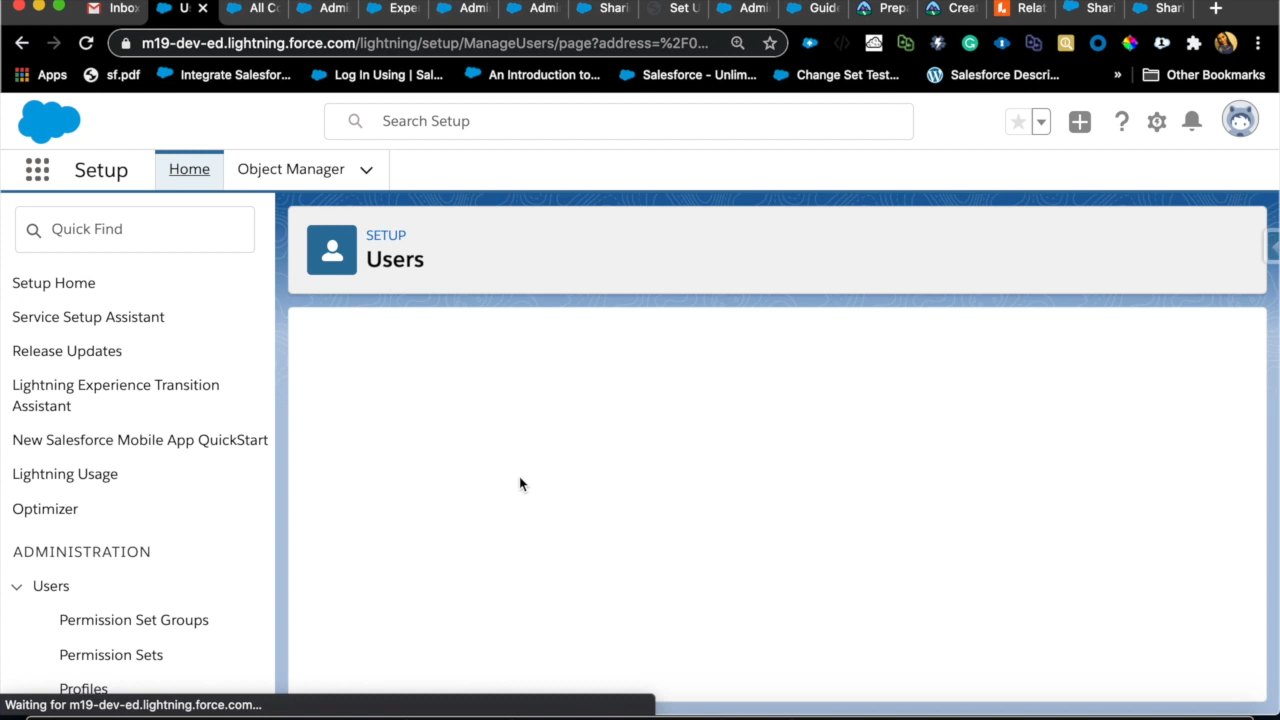 Inbox
U
All C
Admi
Expe
Admi
Admi
Shari
Set U
Admi
Guide
Prep
Creat
Relat
Shari
Shari
m19-dev-ed.lightning.force.com/lightning/setup/ManageUsers/page?address=%2F0...
Apps
sf.pdf
Integrate Salesfor...
Log In Using | Sal...
An Introduction to...
Salesforce – Unlim...
Change Set Test...
Salesforce Descri...
»
Other Bookmarks
Search Setup
Setup
Home
Object Manager
Quick Find
SETUP
Users
Setup Home
Service Setup Assistant
Release Updates
Lightning Experience Transition
Assistant
New Salesforce Mobile App QuickStart
Lightning Usage
Optimizer
ADMINISTRATION
Users
Permission Set Groups
Permission Sets
Profiles
Waiting for m19-dev-ed.lightning.force.com...